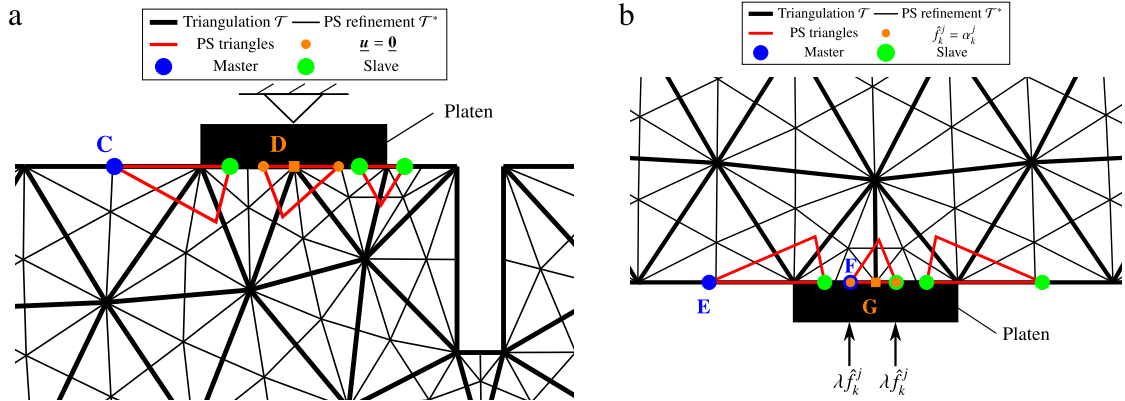 a
Triangulation 𝒯 PS refinement 𝒯*
PS triangles u = 0
Master Slave
Platen
C
D
b
Triangulation 𝒯 PS refinement 𝒯*
PS triangles f̂ₖʲ = αₖʲ
Master Slave
F
E
G
Platen
λf̂ₖʲ λf̂ₖʲ